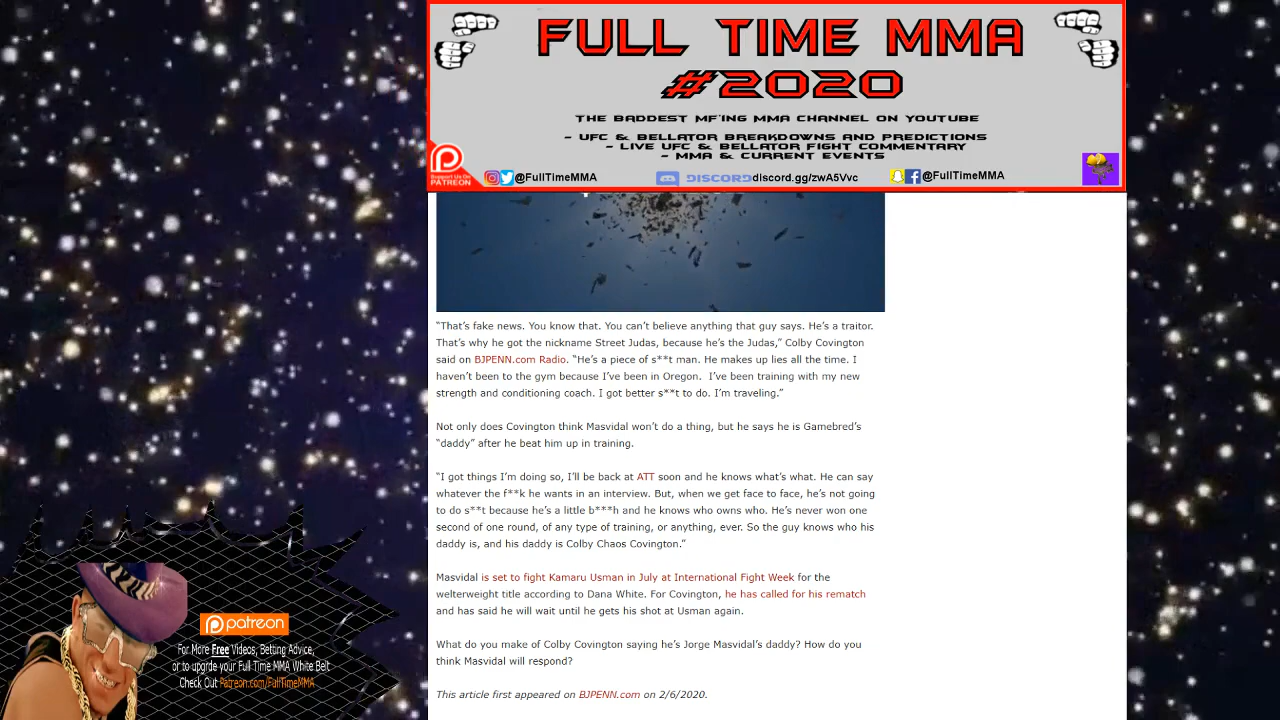 FULL TIME MMA
#2020
THE BADDEST MF'ING MMA CHANNEL ON YOUTUBE
- UFC & BELLATOR BREAKDOWNS AND PREDICTIONS
- LIVE UFC & BELLATOR FIGHT COMMENTARY
- MMA & CURRENT EVENTS
Support Us On
PATREON
@FullTimeMMA
DISCORD discord.gg/zwA5Vvc
@FullTimeMMA
“That’s fake news. You know that. You can’t believe anything that guy says. He’s a traitor.
That’s why he got the nickname Street Judas, because he’s the Judas,” Colby Covington
said on BJPENN.com Radio. “He’s a piece of s**t man. He makes up lies all the time. I
haven’t been to the gym because I’ve been in Oregon.  I’ve been training with my new
strength and conditioning coach. I got better s**t to do. I’m traveling.”
Not only does Covington think Masvidal won’t do a thing, but he says he is Gamebred’s
“daddy” after he beat him up in training.
“I got things I’m doing so, I’ll be back at ATT soon and he knows what’s what. He can say
whatever the f**k he wants in an interview. But, when we get face to face, he’s not going
to do s**t because he’s a little b***h and he knows who owns who. He’s never won one
second of one round, of any type of training, or anything, ever. So the guy knows who his
daddy is, and his daddy is Colby Chaos Covington.”
Masvidal is set to fight Kamaru Usman in July at International Fight Week for the
welterweight title according to Dana White. For Covington, he has called for his rematch
and has said he will wait until he gets his shot at Usman again.
What do you make of Colby Covington saying he’s Jorge Masvidal’s daddy? How do you
think Masvidal will respond?
This article first appeared on BJPENN.com on 2/6/2020.
patreon
For More Free Videos, Betting Advice,
or to upgrde your Full Time MMA White Belt
Check Out Patreon.com/FullTimeMMA